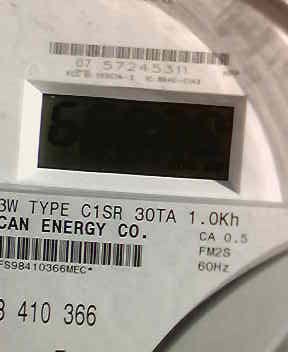 07 57245311
3W TYPE C1SR 30TA 1.0Kh
CAN ENERGY CO.
CA 0.5
FM2S
60Hz
FS98410366MEC*
8 410 366